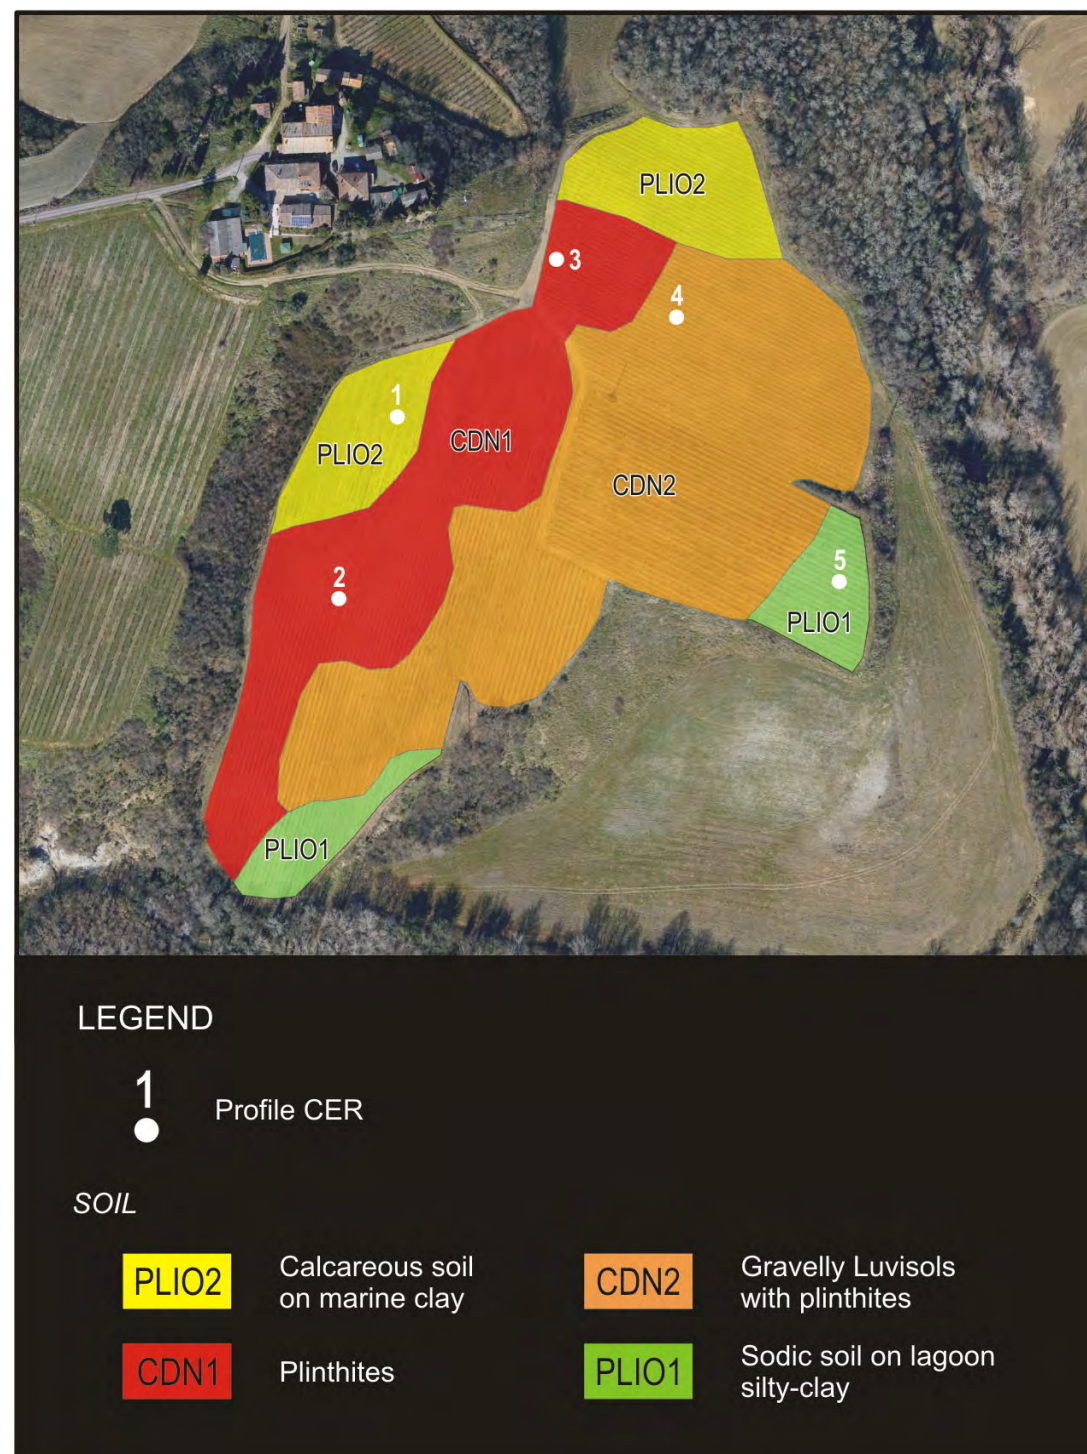 PLIO2
3
4
1
CDN1
PLIO2
CDN2
2
5
PLIO1
PLIO1
LEGEND
1
Profile CER
SOIL
PLIO2
Calcareous soil
on marine clay
CDN2
Gravelly Luvisols
with plinthites
CDN1
Plinthites
PLIO1
Sodic soil on lagoon
silty-clay